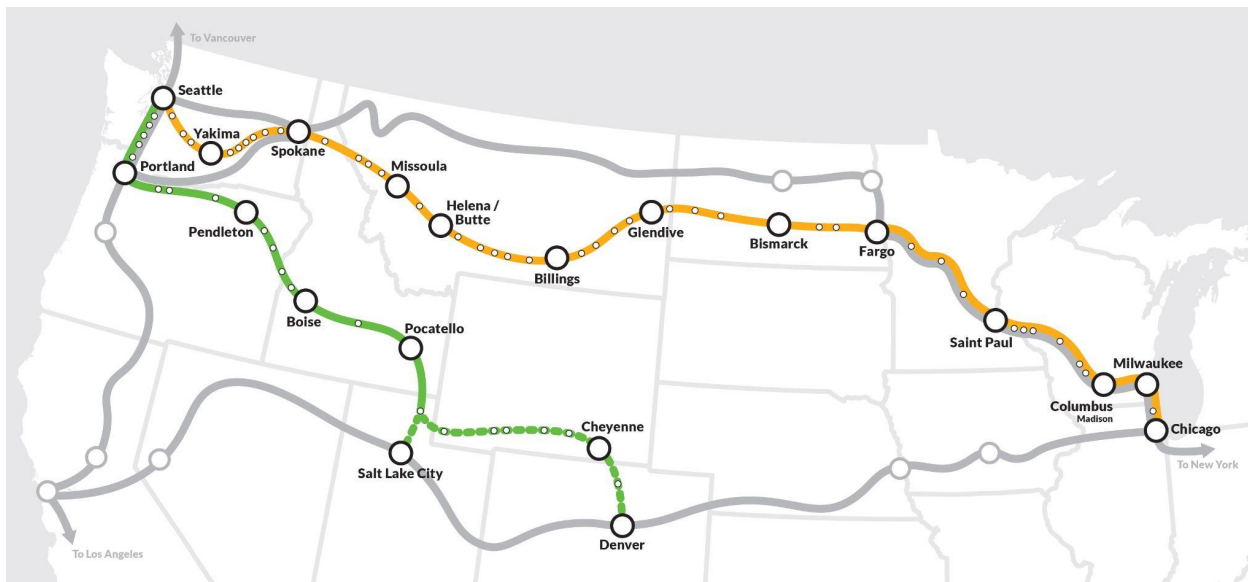 To Vancouver
Seattle
Yakima
Spokane
Portland
Missoula
Pendleton
Helena /
Butte
Glendive
Bismarck
Fargo
Billings
Boise
Pocatello
Saint Paul
Milwaukee
Columbus
Madison
Chicago
Cheyenne
Salt Lake City
To New York
Denver
To Los Angeles